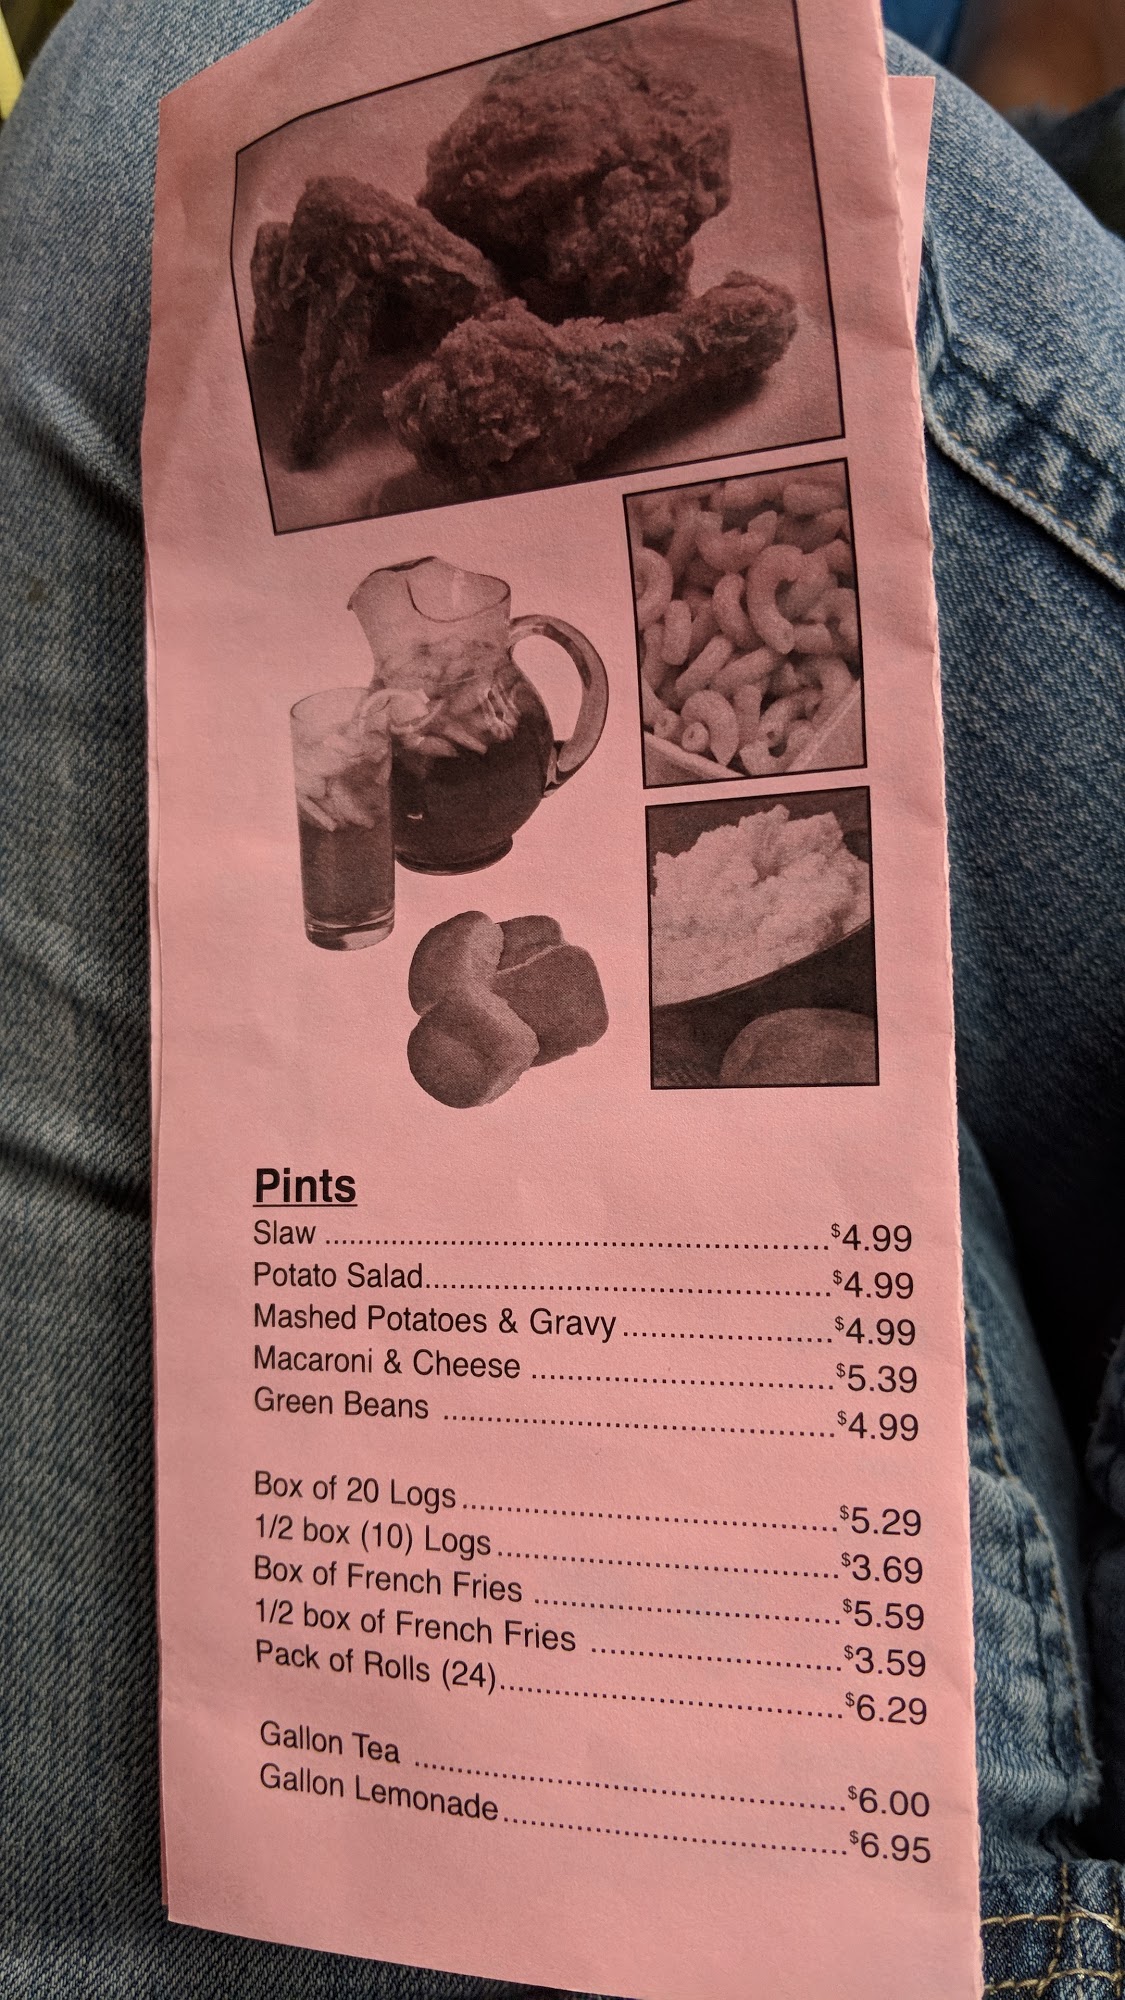 Pints
Slaw ........................................................ $4.99
Potato Salad............................................. $4.99
Mashed Potatoes & Gravy ....................... $4.99
Macaroni & Cheese ................................. $5.39
Green Beans ........................................... $4.99
Box of 20 Logs......................................... $5.29
1/2 box (10) Logs..................................... $3.69
Box of French Fries ................................. $5.59
1/2 box of French Fries ........................... $3.59
Pack of Rolls (24)..................................... $6.29
Gallon Tea ............................................... $6.00
Gallon Lemonade..................................... $6.95